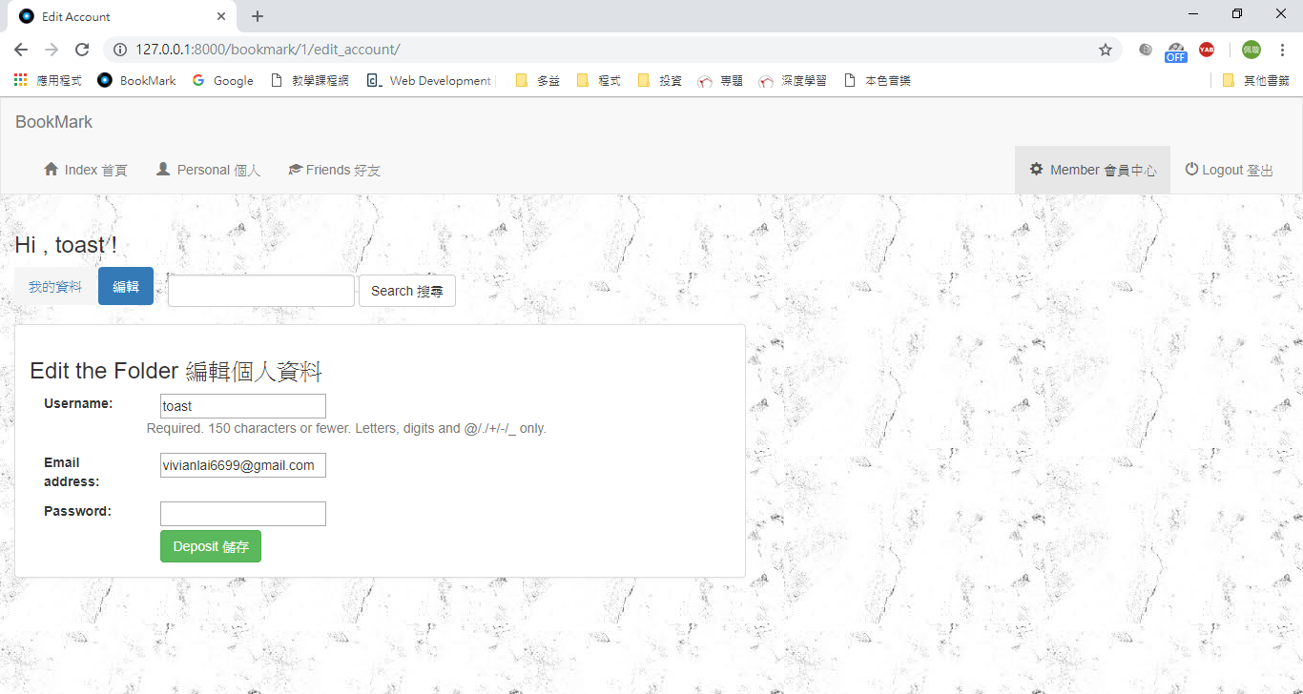 Edit Account
127.0.0.1:8000/bookmark/1/edit_account/
OFF
YAB
應用程式 BookMark Google 教學課程網 Web Development 多益 程式 投資 專題 深度學習 本色音樂 其他書籤
BookMark
Index 首頁 Personal 個人 Friends 好友 Member 會員中心 Logout 登出
Hi , toast !
我的資料 編輯 Search 搜尋
Edit the Folder 編輯個人資料
Username: toast
Required. 150 characters or fewer. Letters, digits and @/./+/-/_ only.
Email address: vivianlai6699@gmail.com
Password:
Deposit 儲存